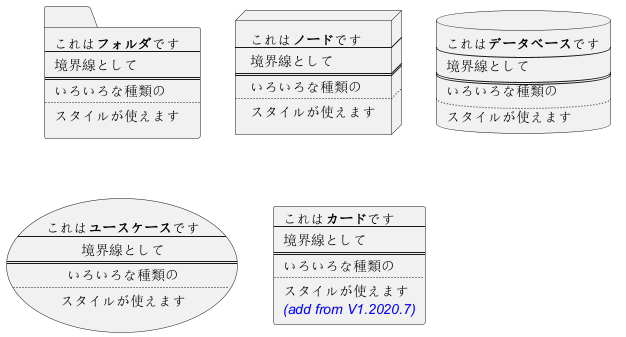 これはフォルダです
境界線として
いろいろな種類の
スタイルが使えます
これはノードです
境界線として
いろいろな種類の
スタイルが使えます
これはデータベースです
境界線として
いろいろな種類の
スタイルが使えます
これはユースケースです
境界線として
いろいろな種類の
スタイルが使えます
これはカードです
境界線として
いろいろな種類の
スタイルが使えます
(add from V1.2020.7)